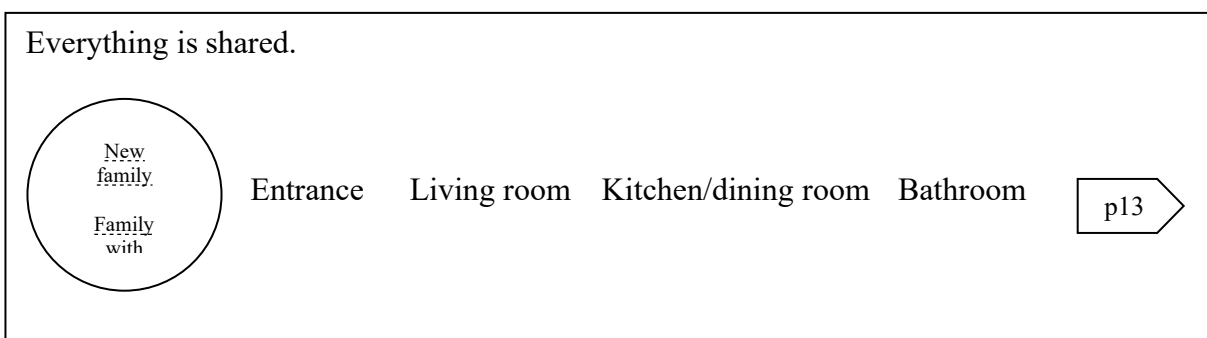 Everything is shared.
New
family
Family
with
Entrance Living room Kitchen/dining room Bathroom
p13